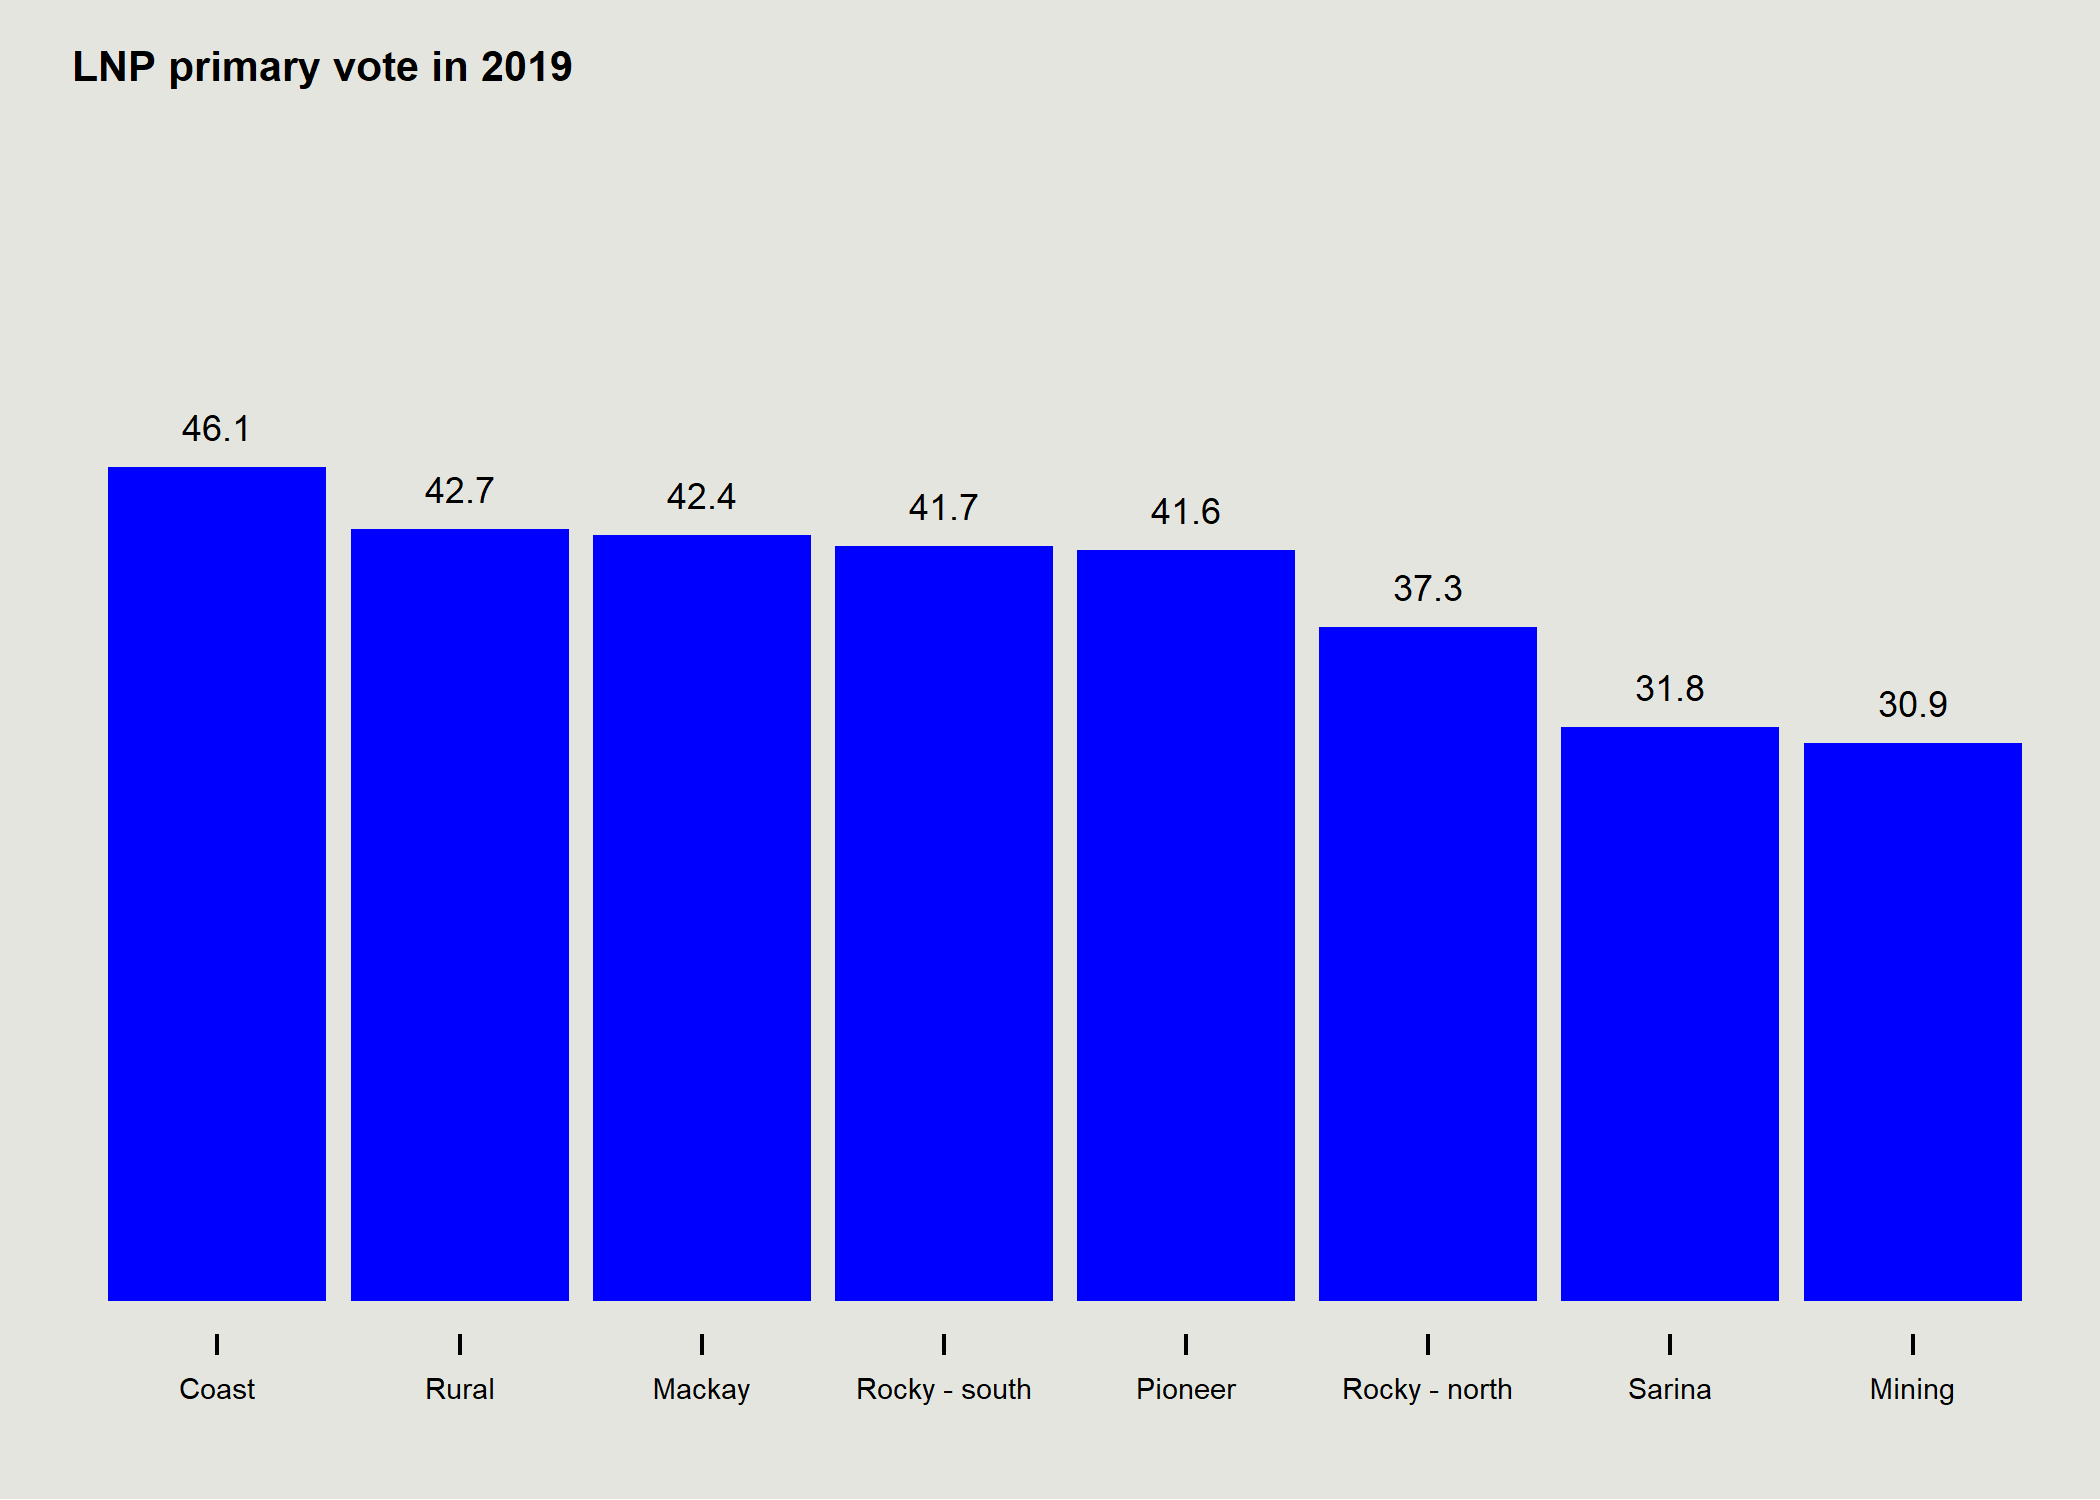 LNP primary vote in 2019
46.1
42.7
42.4
41.7
41.6
37.3
31.8
30.9
Coast
Rural
Mackay
Rocky - south
Pioneer
Rocky - north
Sarina
Mining